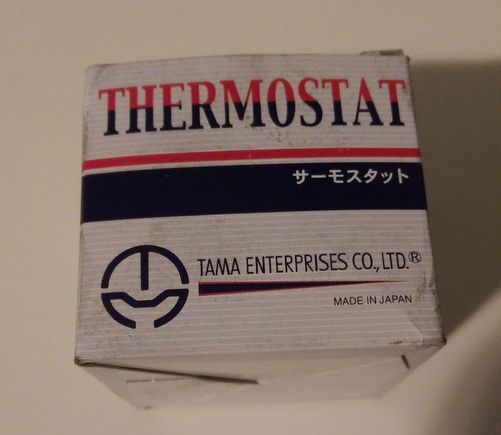 THERMOSTAT
サーモスタット
TAMA ENTERPRISES CO., LTD.®
MADE IN JAPAN